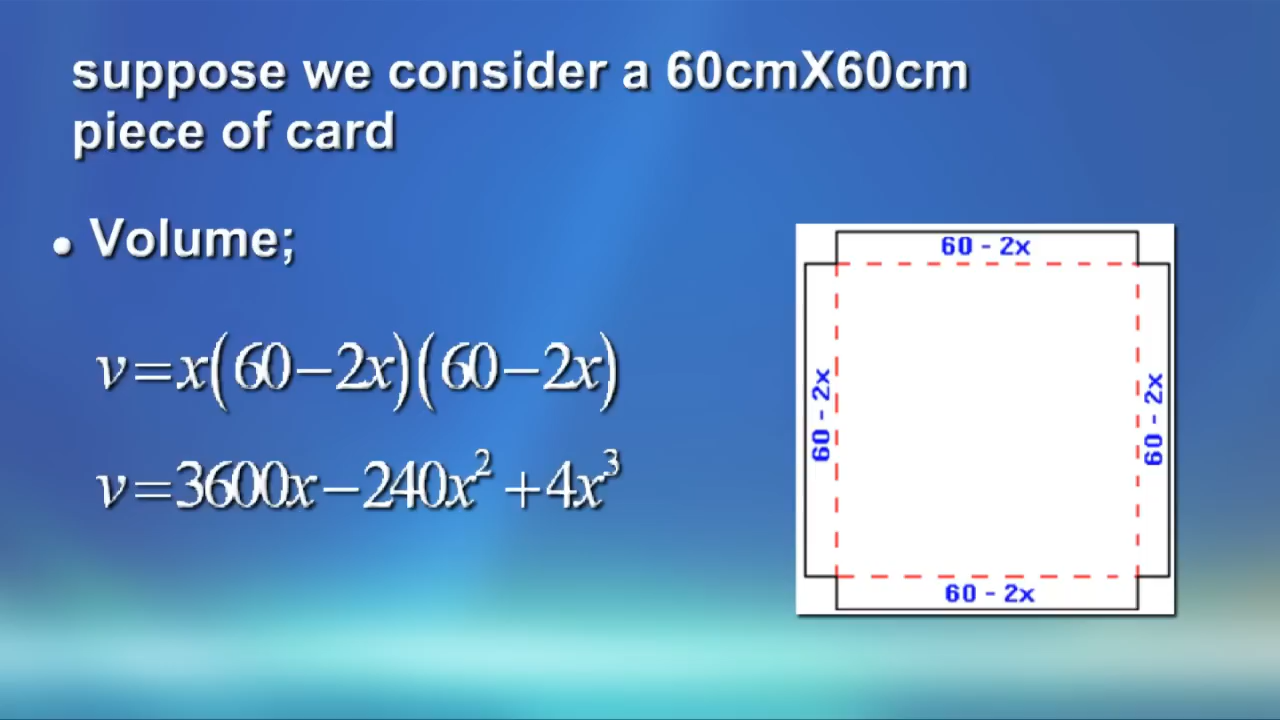 suppose we consider a 60cmX60cm
piece of card
• Volume;
v=x(60−2x)(60−2x)
v=3600x−240x²+4x³
60 - 2x
60 - 2x
60 - 2x
60 - 2x